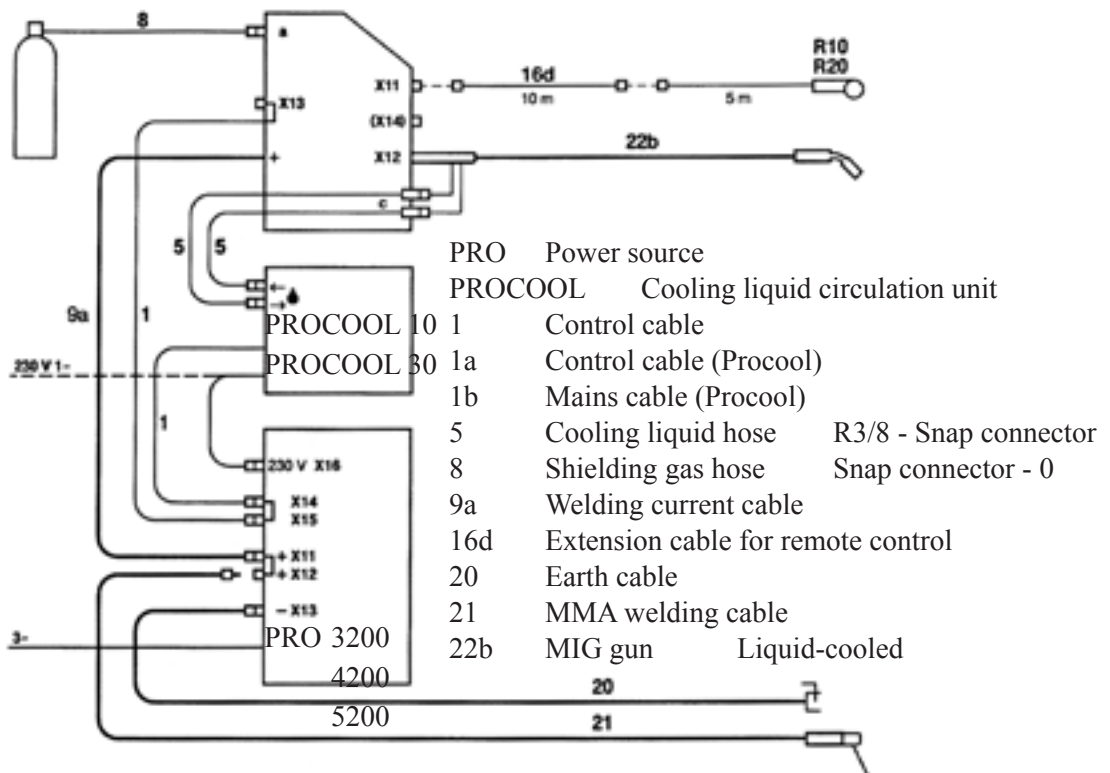 8
a
R10
R20
X11
16d
10 m
5 m
X13
(X14)
+
X12
22b
c
5
5
PRO Power source
PROCOOL Cooling liquid circulation unit
9a
1
←
→
PROCOOL 10
PROCOOL 30
230 V 1~
1
1 Control cable
1a Control cable (Procool)
1b Mains cable (Procool)
5 Cooling liquid hose R3/8 - Snap connector
8 Shielding gas hose Snap connector - 0
9a Welding current cable
16d Extension cable for remote control
20 Earth cable
21 MMA welding cable
22b MIG gun Liquid-cooled
230 V X16
X14
X15
+ X11
+ X12
- X13
3~
PRO 3200
4200
5200
20
21